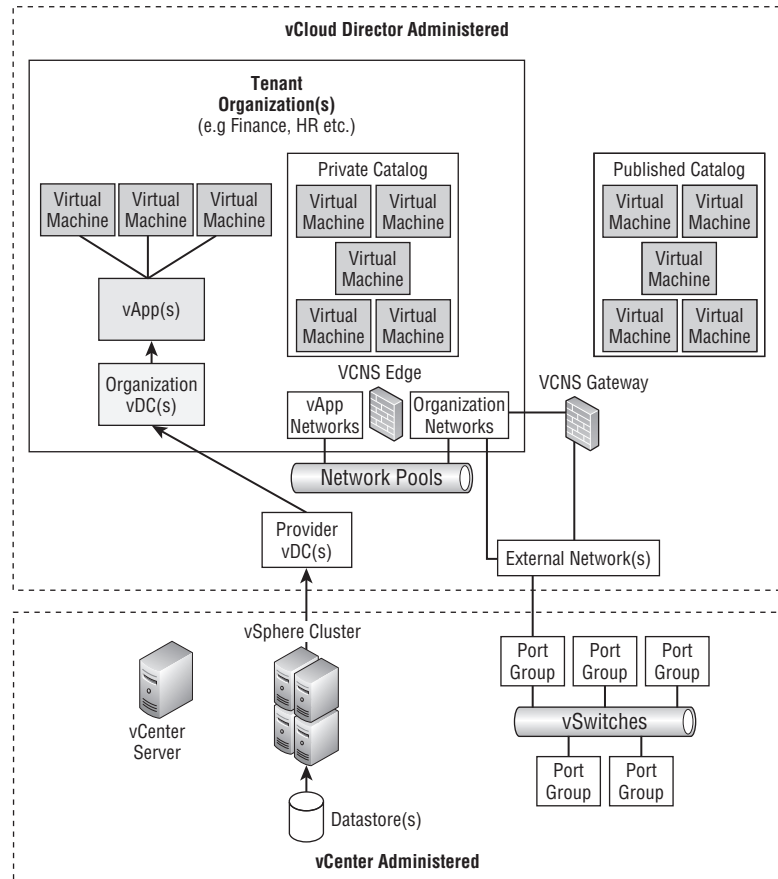 vCloud Director Administered
Tenant
Organization(s)
(e.g Finance, HR etc.)
Private Catalog
Published Catalog
Virtual
Machine
Virtual
Machine
Virtual
Machine
Virtual
Machine
Virtual
Machine
Virtual
Machine
Virtual
Machine
Virtual
Machine
Virtual
Machine
Virtual
Machine
Virtual
Machine
Virtual
Machine
Virtual
Machine
vApp(s)
Organization
vDC(s)
VCNS Edge
VCNS Gateway
vApp
Networks
Organization
Networks
Network Pools
Provider
vDC(s)
External Network(s)
vSphere Cluster
vCenter
Server
Port
Group
Port
Group
Port
Group
vSwitches
Port
Group
Port
Group
Datastore(s)
vCenter Administered